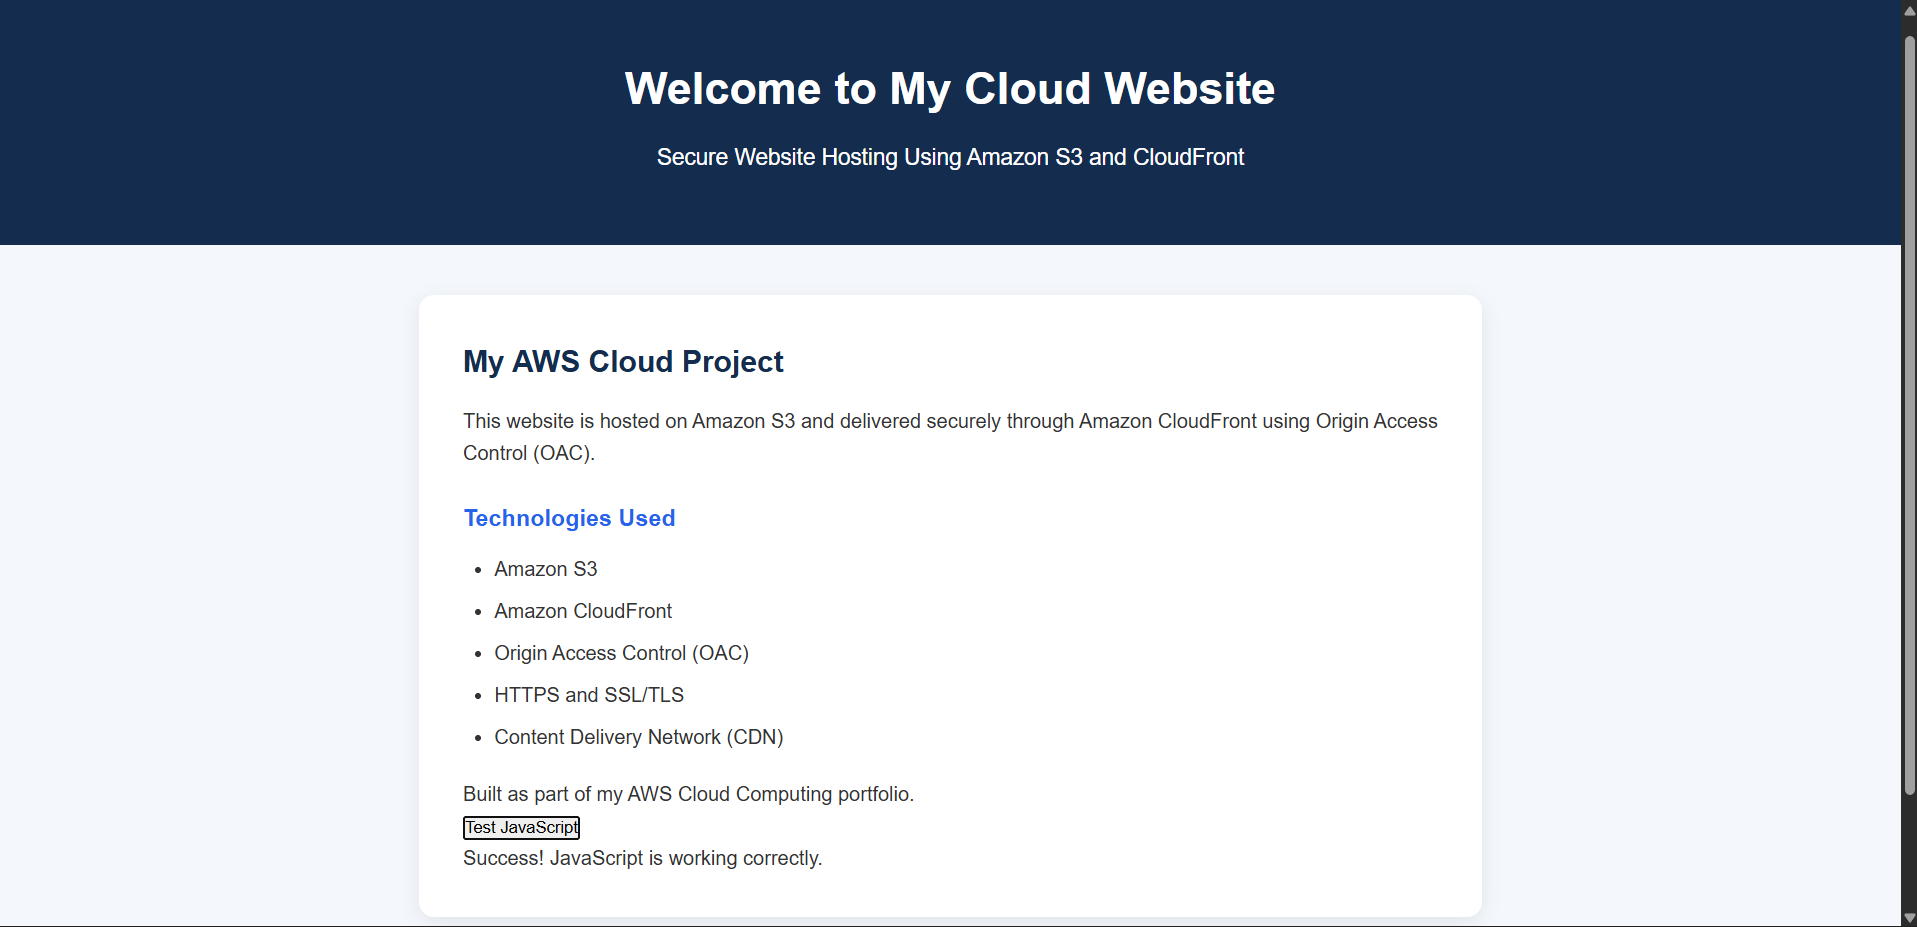 Welcome to My Cloud Website
Secure Website Hosting Using Amazon S3 and CloudFront
My AWS Cloud Project
This website is hosted on Amazon S3 and delivered securely through Amazon CloudFront using Origin Access
Control (OAC).
Technologies Used
• Amazon S3
• Amazon CloudFront
• Origin Access Control (OAC)
• HTTPS and SSL/TLS
• Content Delivery Network (CDN)
Built as part of my AWS Cloud Computing portfolio.
Test JavaScript
Success! JavaScript is working correctly.